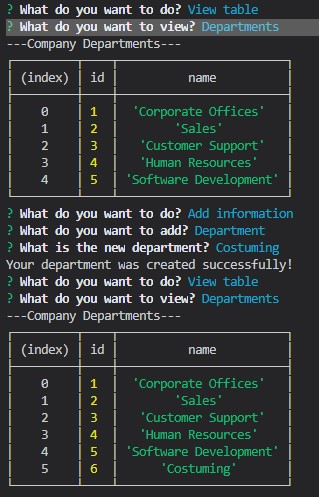 ? What do you want to do? View table
? What do you want to view? Departments
---Company Departments---
(index) id name
0 1 'Corporate Offices'
1 2 'Sales'
2 3 'Customer Support'
3 4 'Human Resources'
4 5 'Software Development'
? What do you want to do? Add information
? What do you want to add? Department
? What is the new department? Costuming
Your department was created successfully!
? What do you want to do? View table
? What do you want to view? Departments
---Company Departments---
(index) id name
0 1 'Corporate Offices'
1 2 'Sales'
2 3 'Customer Support'
3 4 'Human Resources'
4 5 'Software Development'
5 6 'Costuming'